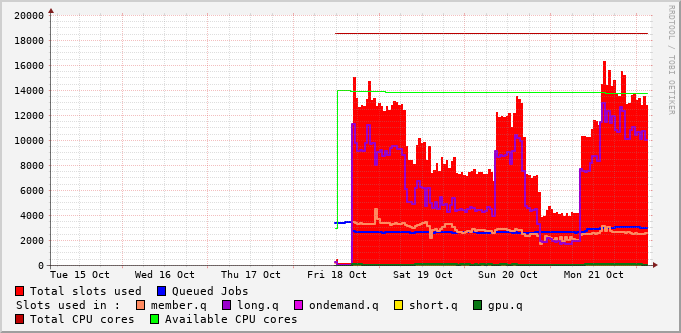 20000
18000
16000
14000
12000
10000
8000
6000
4000
2000
0
Tue 15 Oct Wed 16 Oct Thu 17 Oct Fri 18 Oct Sat 19 Oct Sun 20 Oct Mon 21 Oct
Total slots used Queued Jobs
Slots used in : member.q long.q ondemand.q short.q gpu.q
Total CPU cores Available CPU cores
RRDTOOL / TOBI OETIKER